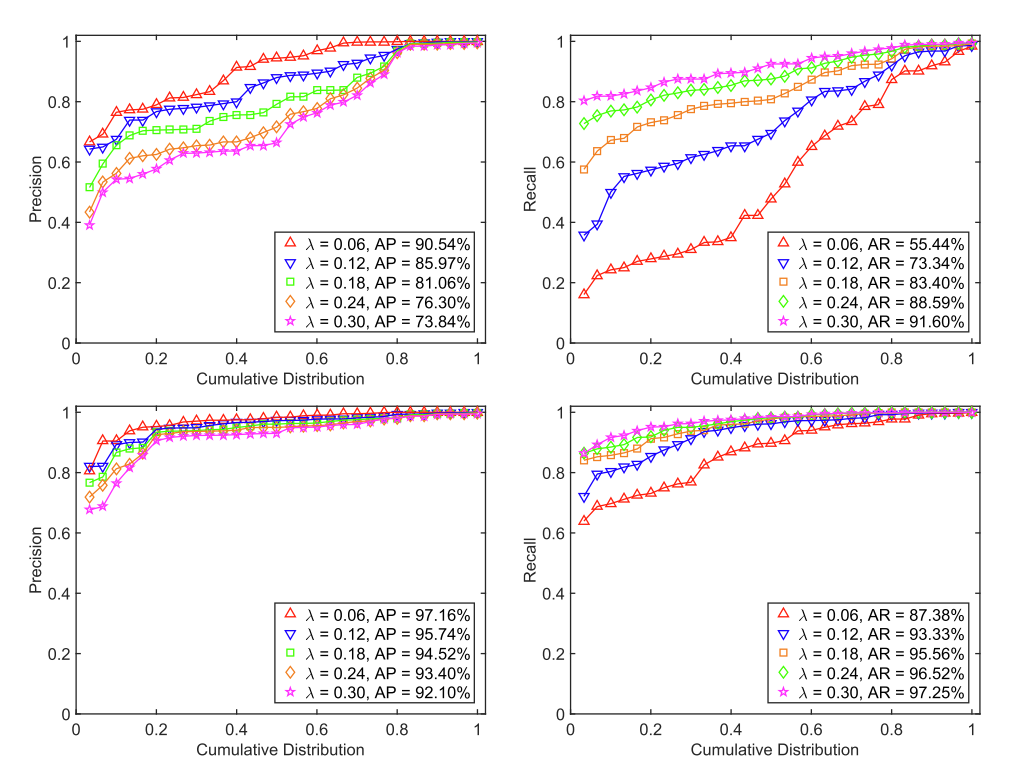 1
0.8
0.6
0.4
0.2
0
Precision
λ = 0.06, AP = 90.54%
λ = 0.12, AP = 85.97%
λ = 0.18, AP = 81.06%
λ = 0.24, AP = 76.30%
λ = 0.30, AP = 73.84%
0 0.2 0.4 0.6 0.8 1
Cumulative Distribution
1
0.8
0.6
0.4
0.2
0
Recall
λ = 0.06, AR = 55.44%
λ = 0.12, AR = 73.34%
λ = 0.18, AR = 83.40%
λ = 0.24, AR = 88.59%
λ = 0.30, AR = 91.60%
0 0.2 0.4 0.6 0.8 1
Cumulative Distribution
1
0.8
0.6
0.4
0.2
0
Precision
λ = 0.06, AP = 97.16%
λ = 0.12, AP = 95.74%
λ = 0.18, AP = 94.52%
λ = 0.24, AP = 93.40%
λ = 0.30, AP = 92.10%
0 0.2 0.4 0.6 0.8 1
Cumulative Distribution
1
0.8
0.6
0.4
0.2
0
Recall
λ = 0.06, AR = 87.38%
λ = 0.12, AR = 93.33%
λ = 0.18, AR = 95.56%
λ = 0.24, AR = 96.52%
λ = 0.30, AR = 97.25%
0 0.2 0.4 0.6 0.8 1
Cumulative Distribution